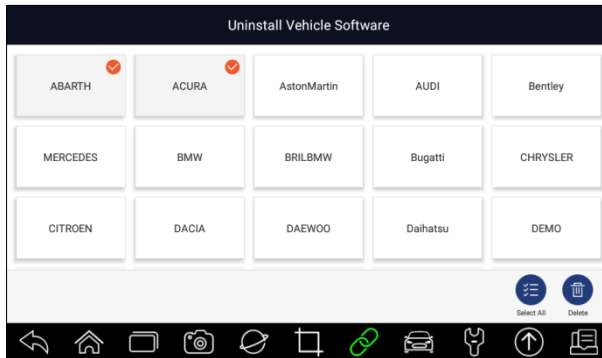 Uninstall Vehicle Software
ABARTH ACURA AstonMartin AUDI Bentley
MERCEDES BMW BRILBMW Bugatti CHRYSLER
CITROEN DACIA DAEWOO Daihatsu DEMO
Select All Delete